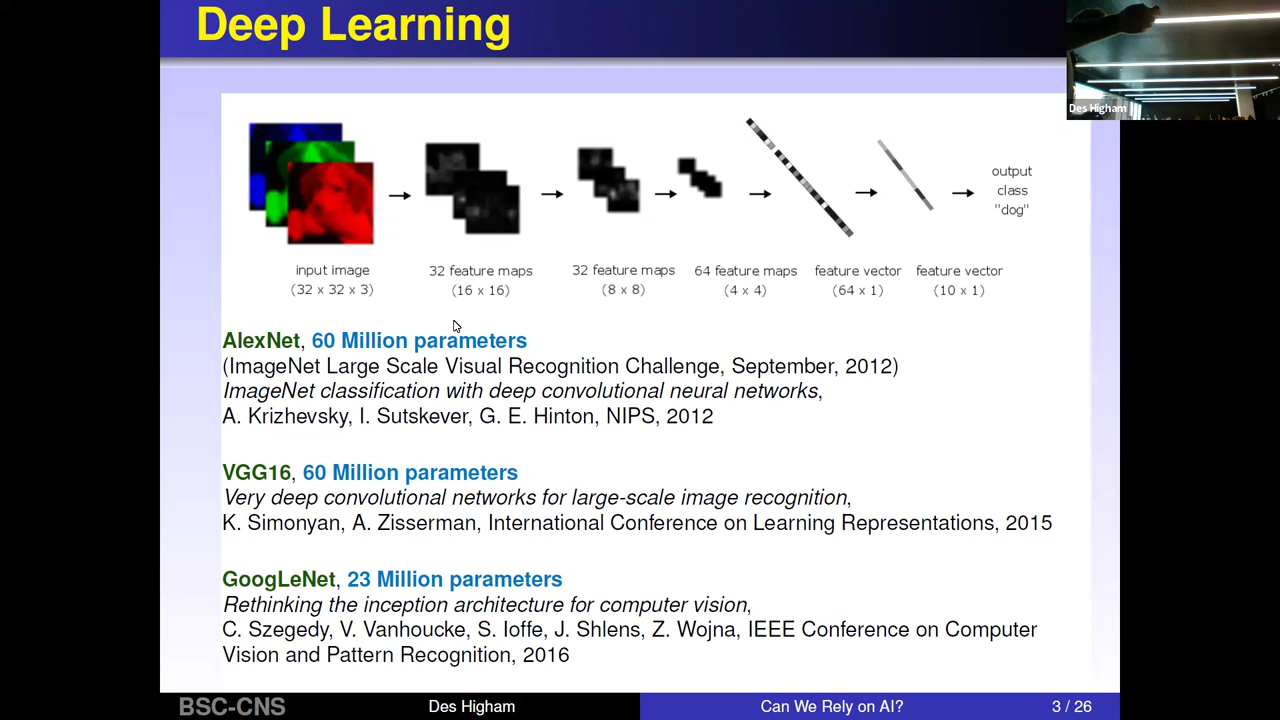 Deep Learning
Des Higham
output
class
"dog"
input image
(32 x 32 x 3)
32 feature maps
(16 x 16)
32 feature maps
(8 x 8)
64 feature maps
(4 x 4)
feature vector
(64 x 1)
feature vector
(10 x 1)
AlexNet, 60 Million parameters
(ImageNet Large Scale Visual Recognition Challenge, September, 2012)
ImageNet classification with deep convolutional neural networks,
A. Krizhevsky, I. Sutskever, G. E. Hinton, NIPS, 2012
VGG16, 60 Million parameters
Very deep convolutional networks for large-scale image recognition,
K. Simonyan, A. Zisserman, International Conference on Learning Representations, 2015
GoogLeNet, 23 Million parameters
Rethinking the inception architecture for computer vision,
C. Szegedy, V. Vanhoucke, S. Ioffe, J. Shlens, Z. Wojna, IEEE Conference on Computer
Vision and Pattern Recognition, 2016
BSC-CNS
Des Higham
Can We Rely on AI?
3 / 26